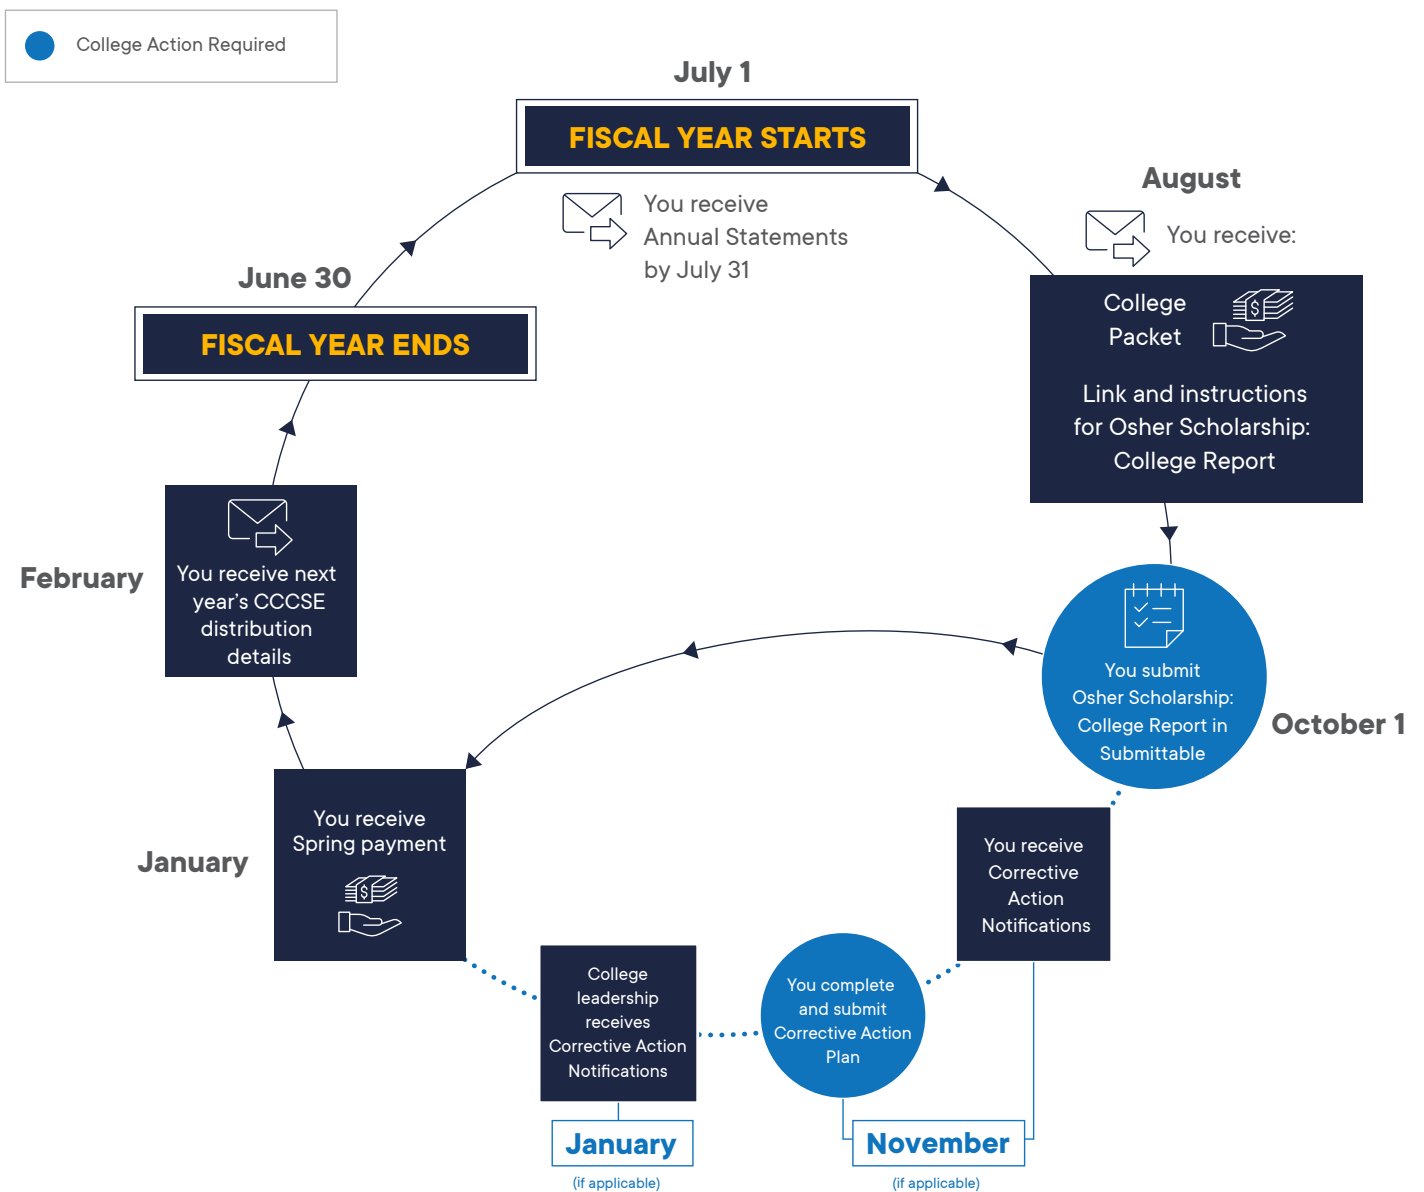 College Action Required
July 1
FISCAL YEAR STARTS
You receive
Annual Statements
by July 31
August
You receive:
College
Packet
$
Link and instructions
for Osher Scholarship:
College Report
You submit
Osher Scholarship:
College Report in
Submittable
October 1
You receive
Corrective
Action
Notifications
You complete
and submit
Corrective Action
Plan
November
(if applicable)
College
leadership
receives
Corrective Action
Notifications
January
(if applicable)
January
You receive
Spring payment
$
February
You receive next
year’s CCCSE
distribution
details
June 30
FISCAL YEAR ENDS